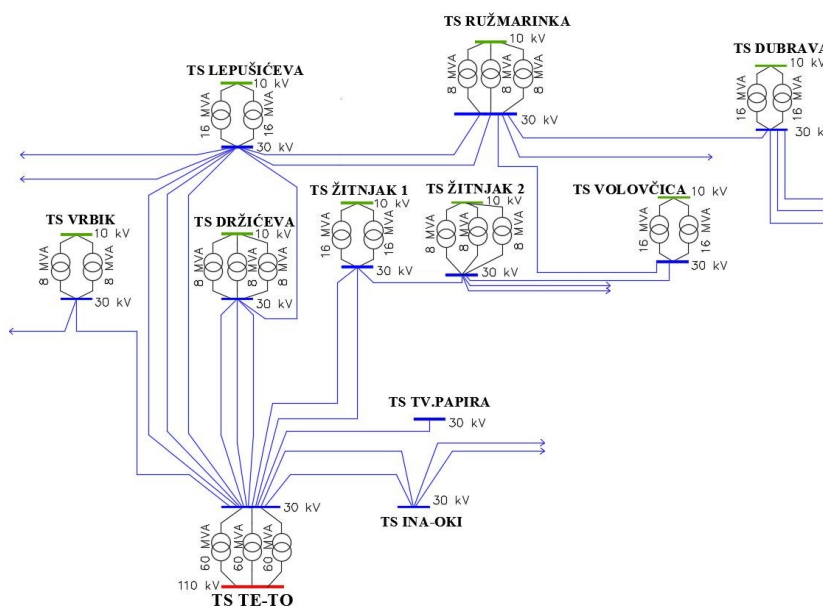 TS RUŽMARINKA
10 kV
8 MVA
8 MVA
8 MVA
30 kV
TS DUBRAVA
10 kV
16 MVA
16 MVA
30 kV
TS LEPUŠIĆEVA
10 kV
16 MVA
16 MVA
30 kV
TS ŽITNJAK 1
10 kV
16 MVA
16 MVA
30 kV
TS ŽITNJAK 2
10 kV
8 MVA
8 MVA
8 MVA
30 kV
TS VOLOVČICA
10 kV
16 MVA
16 MVA
30 kV
TS VRBIK
10 kV
8 MVA
8 MVA
30 kV
TS DRŽIĆEVA
10 kV
8 MVA
8 MVA
8 MVA
30 kV
TS TV.PAPIRA
30 kV
30 kV
TS INA-OKI
30 kV
60 MVA
60 MVA
60 MVA
110 kV
TS TE-TO